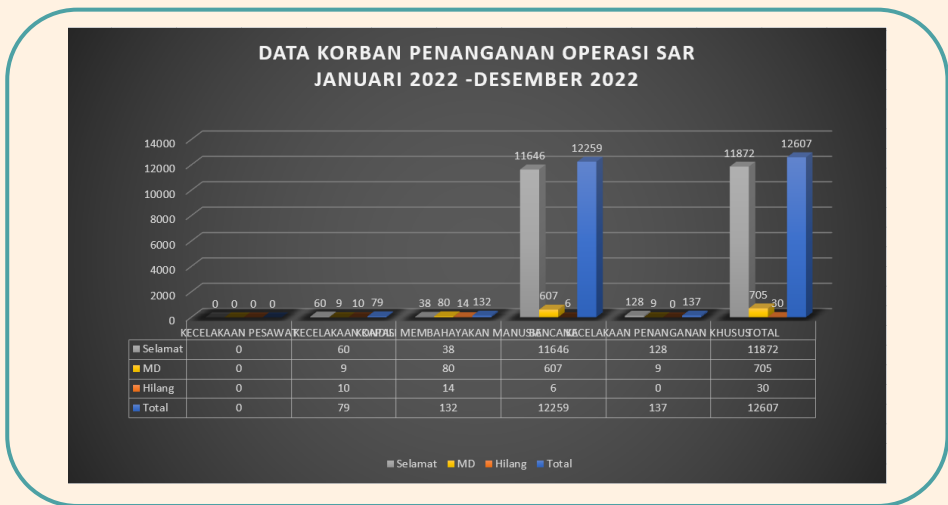 DATA KORBAN PENANGANAN OPERASI SAR
JANUARI 2022 -DESEMBER 2022
14000
12000
10000
8000
6000
4000
2000
0
0 0 0 0
60 9 10 79
38 80 14 132
11646 607 6 12259
128 9 0 137
11872 705 30 12607
KECELAKAAN PESAWAT KECELAKAAN KAPAL KONDISI MEMBAHAYAKAN MANUSIA BENCANA KECELAKAAN PENANGANAN KHUSUS TOTAL
Selamat 0 60 38 11646 128 11872
MD 0 9 80 607 9 705
Hilang 0 10 14 6 0 30
Total 0 79 132 12259 137 12607
Selamat MD Hilang Total